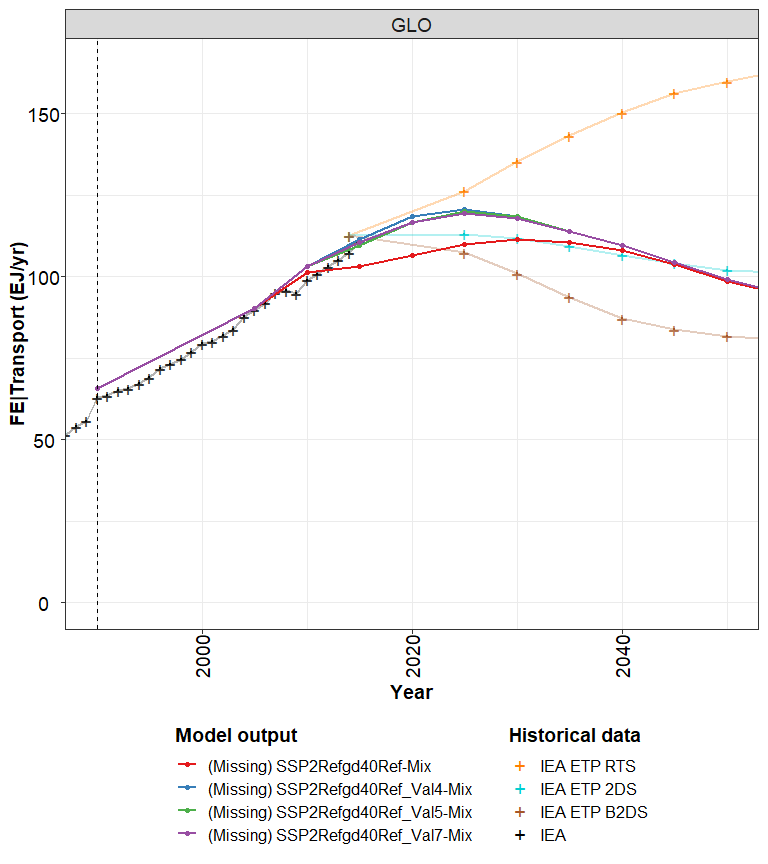 GLO
150
100
50
0
FE|Transport (EJ/yr)
2000
2020
2040
Year
Model output
(Missing) SSP2Refgd40Ref-Mix
(Missing) SSP2Refgd40Ref_Val4-Mix
(Missing) SSP2Refgd40Ref_Val5-Mix
(Missing) SSP2Refgd40Ref_Val7-Mix
Historical data
IEA ETP RTS
IEA ETP 2DS
IEA ETP B2DS
IEA